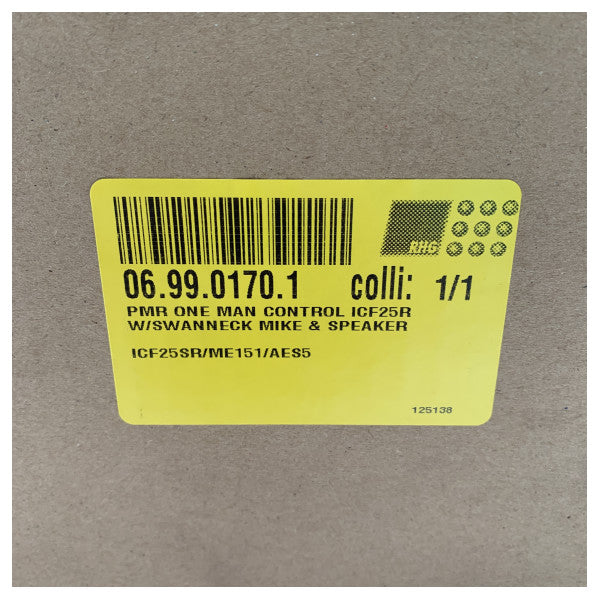 RHG
06.99.0170.1 colli: 1/1
PMR ONE MAN CONTROL ICF25R
W/SWANNECK MIKE & SPEAKER
ICF25SR/ME151/AES5
125138